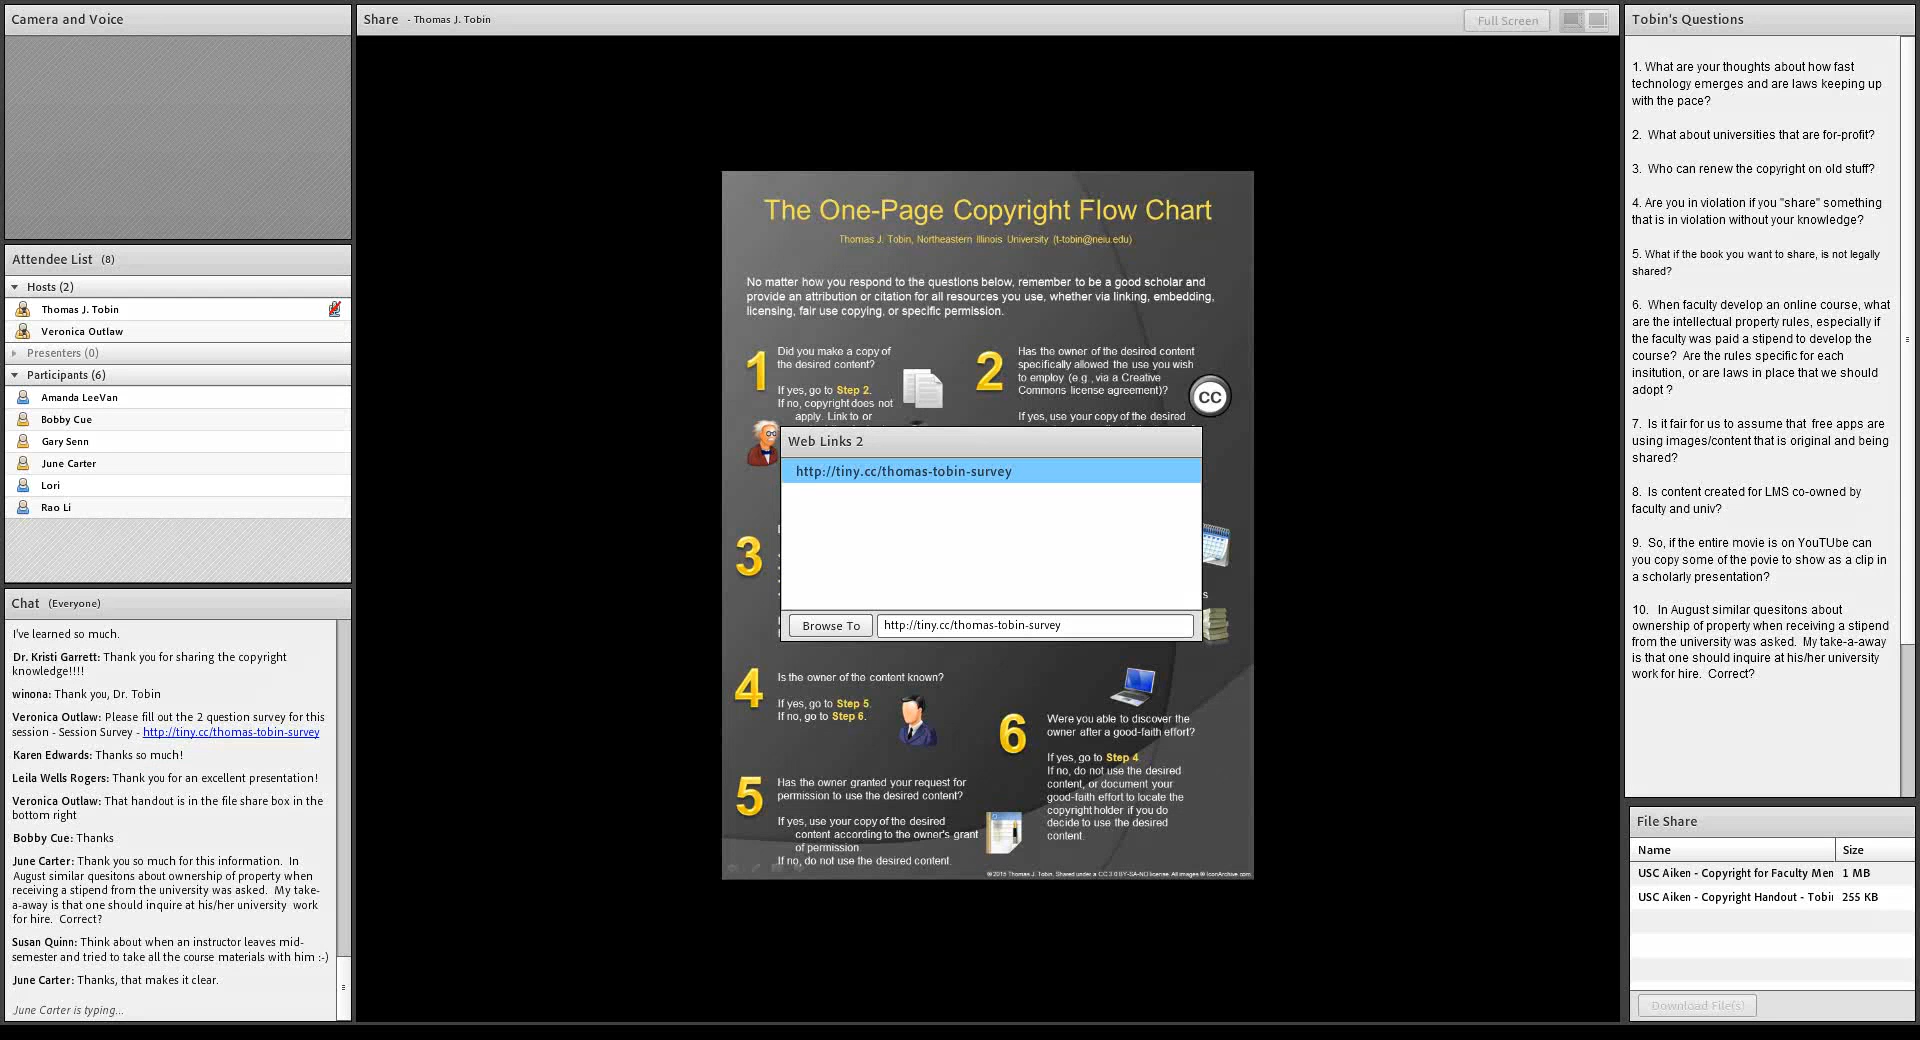 Camera and Voice
Attendee List (8)
Hosts (2)
Thomas J. Tobin
Veronica Outlaw
Presenters (0)
Participants (6)
Amanda LeeVan
Bobby Cue
Gary Senn
June Carter
Lori
Rao Li
Chat (Everyone)
I've learned so much.
Dr. Kristi Garrett: Thank you for sharing the copyright
knowledge!!!!
winona: Thank you, Dr. Tobin
Veronica Outlaw: Please fill out the 2 question survey for this
session - Session Survey - http://tiny.cc/thomas-tobin-survey
Karen Edwards: Thanks so much!
Leila Wells Rogers: Thank you for an excellent presentation!
Veronica Outlaw: That handout is in the file share box in the
bottom right
Bobby Cue: Thanks
June Carter: Thank you so much for this information. In
August similar quesitons about ownership of property when
receiving a stipend from the university was asked. My take-
a-away is that one should inquire at his/her university work
for hire. Correct?
Susan Quinn: Think about when an instructor leaves mid-
semester and tried to take all the course materials with him :-)
June Carter: Thanks, that makes it clear.
June Carter is typing...
Share - Thomas J. Tobin
Full Screen
The One-Page Copyright Flow Chart
Thomas J. Tobin, Northeastern Illinois University (t-tobin@neiu.edu)
No matter how you respond to the questions below, remember to be a good scholar and
provide an attribution or citation for all resources you use, whether via linking, embedding,
licensing, fair use copying, or specific permission.
1
Did you make a copy of
the desired content?
If yes, go to Step 2.
If no, copyright does not
apply. Link to or
2
Has the owner of the desired content
specifically allowed the use you wish
to employ (e.g., via a Creative
Commons license agreement)?
If yes, use your copy of the desired
CC
Web Links 2
http://tiny.cc/thomas-tobin-survey
Browse To
http://tiny.cc/thomas-tobin-survey
3
s
4
Is the owner of the content known?
If yes, go to Step 5.
If no, go to Step 6.
5
Has the owner granted your request for
permission to use the desired content?
If yes, use your copy of the desired
content according to the owner's grant
of permission
If no, do not use the desired content.
6
Were you able to discover the
owner after a good-faith effort?
If yes, go to Step 4
If no, do not use the desired
content, or document your
good-faith effort to locate the
copyright holder if you do
decide to use the desired
content.
© 2015 Thomas J. Tobin, Shared under a CC 3.0 BY-SA-ND license. All images © IconArchive.com
Tobin's Questions
1. What are your thoughts about how fast
technology emerges and are laws keeping up
with the pace?
2. What about universities that are for-profit?
3. Who can renew the copyright on old stuff?
4. Are you in violation if you "share" something
that is in violation without your knowledge?
5. What if the book you want to share, is not legally
shared?
6. When faculty develop an online course, what
are the intellectual property rules, especially if
the faculty was paid a stipend to develop the
course? Are the rules specific for each
insitution, or are laws in place that we should
adopt ?
7. Is it fair for us to assume that free apps are
using images/content that is original and being
shared?
8. Is content created for LMS co-owned by
faculty and univ?
9. So, if the entire movie is on YouTUbe can
you copy some of the povie to show as a clip in
a scholarly presentation?
10. In August similar quesitons about
ownership of property when receiving a stipend
from the university was asked. My take-a-away
is that one should inquire at his/her university
work for hire. Correct?
File Share
Name Size
USC Aiken - Copyright for Faculty Men 1 MB
USC Aiken - Copyright Handout - Tobi 255 KB
Download File(s)